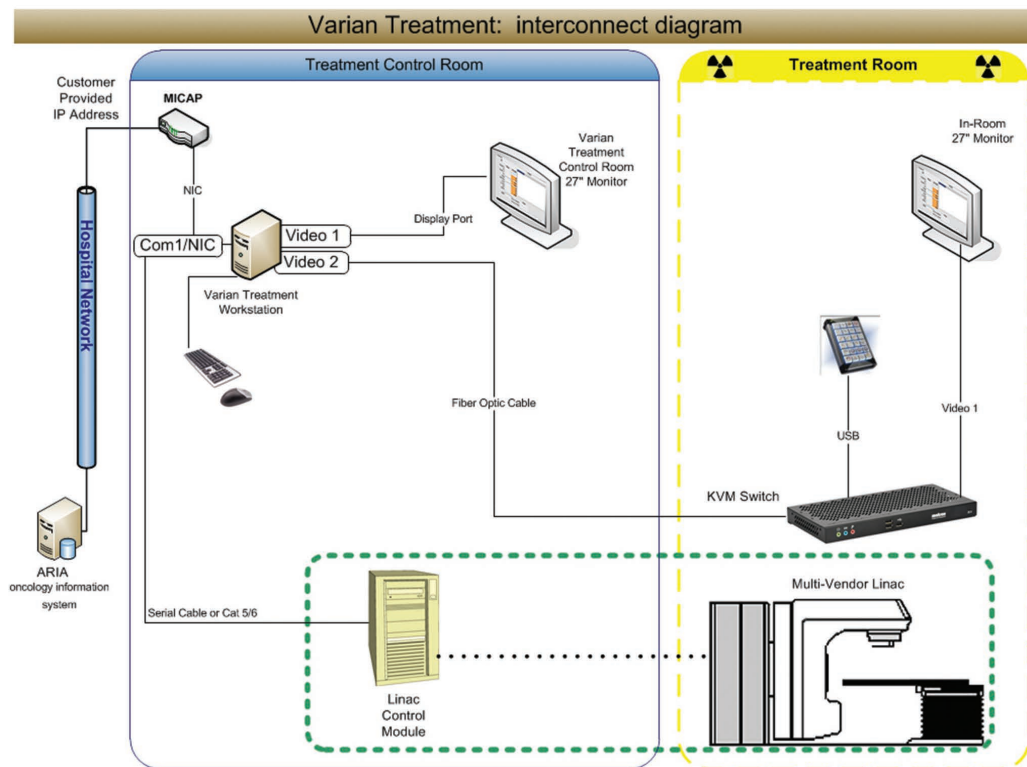 Varian Treatment:  interconnect diagram
Treatment Control Room
Treatment Room
Customer
Provided
IP Address
MICAP
NIC
Varian
Treatment
Control Room
27" Monitor
In-Room
27" Monitor
Display Port
Com1/NIC
Video 1
Video 2
Varian Treatment
Workstation
Hospital Network
Fiber Optic Cable
Video 1
USB
KVM Switch
ARIA
oncology information
system
Serial Cable or Cat 5/6
Linac
Control
Module
Multi-Vendor Linac